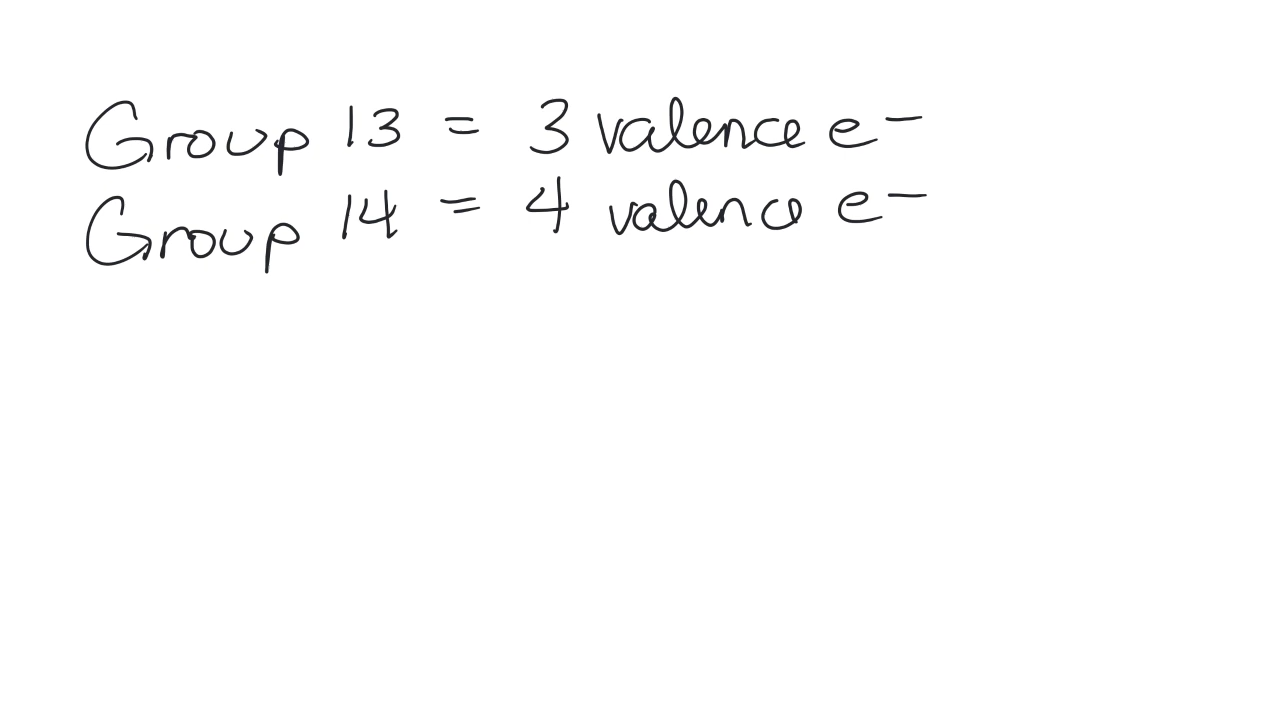 Group 13 = 3 valence e-
Group 14 = 4 valence e-